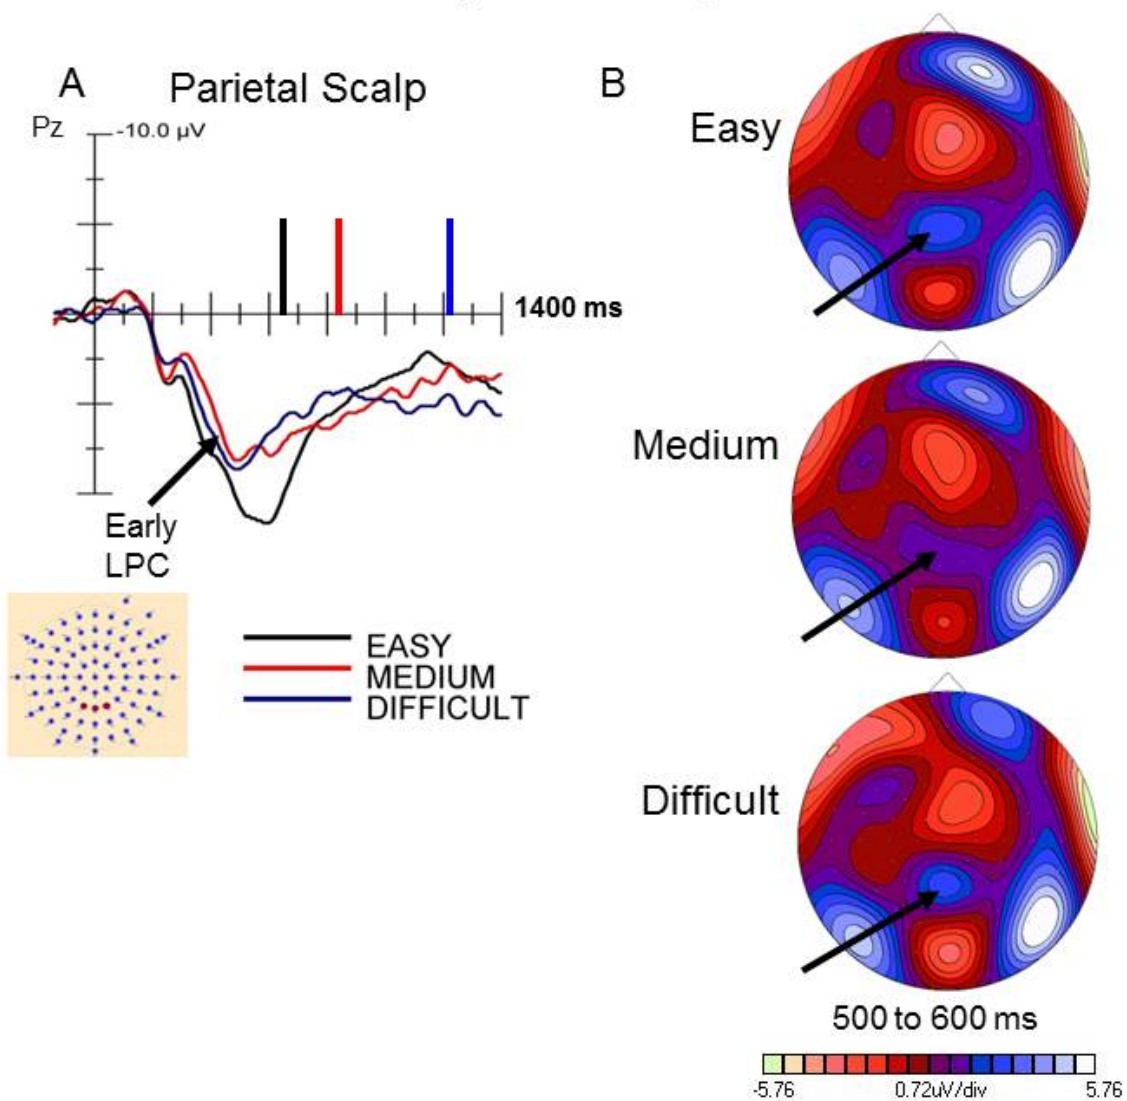 A
Parietal Scalp
Pz
-10.0 µV
1400 ms
Early
LPC
EASY
MEDIUM
DIFFICULT
B
Easy
Medium
Difficult
500 to 600 ms
-5.76
0.72uV/div
5.76